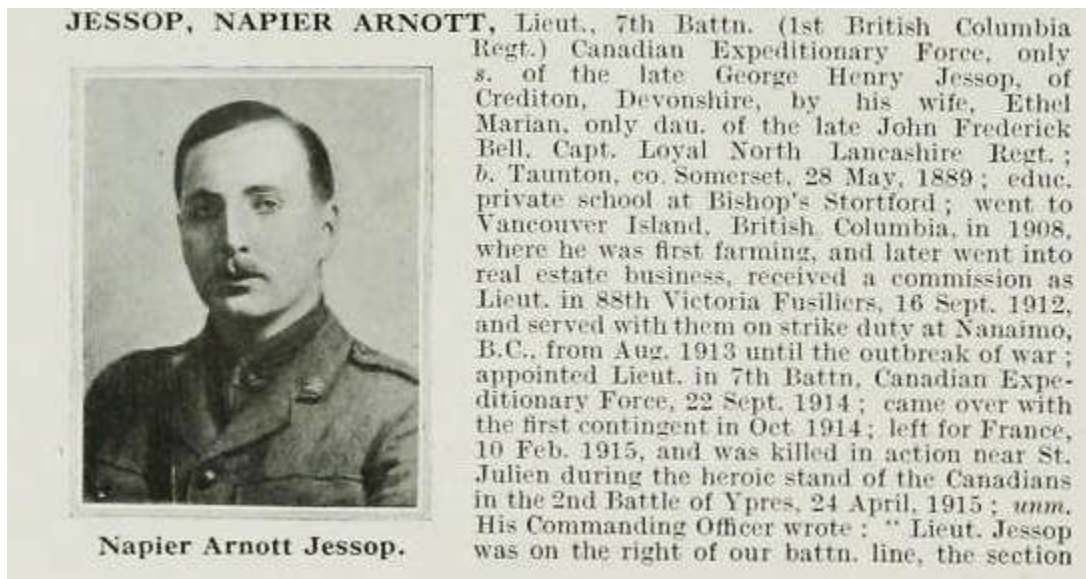 JESSOP, NAPIER ARNOTT, Lieut., 7th Battn. (1st British Columbia
Regt.) Canadian Expeditionary Force, only
s. of the late George Henry Jessop, of
Crediton, Devonshire, by his wife, Ethel
Marian, only dau. of the late John Frederick
Bell, Capt. Loyal North Lancashire Regt. ;
b. Taunton, co. Somerset, 28 May, 1889 ; educ.
private school at Bishop's Stortford ; went to
Vancouver Island, British Columbia, in 1908,
where he was first farming, and later went into
real estate business, received a commission as
Lieut. in 88th Victoria Fusiliers, 16 Sept. 1912,
and served with them on strike duty at Nanaimo,
B.C., from Aug. 1913 until the outbreak of war ;
appointed Lieut. in 7th Battn, Canadian Expe-
ditionary Force, 22 Sept. 1914 ; came over with
the first contingent in Oct 1914 ; left for France,
10 Feb. 1915, and was killed in action near St.
Julien during the heroic stand of the Canadians
in the 2nd Battle of Ypres, 24 April, 1915 ; unm.
His Commanding Officer wrote : " Lieut. Jessop
was on the right of our battn. line, the section
Napier Arnott Jessop.